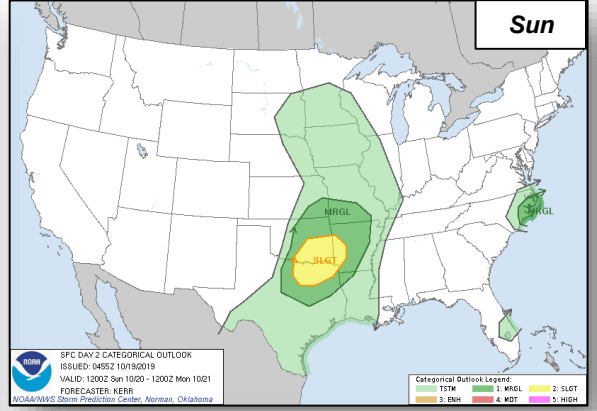 Sun
MRGL
MRGL
SLGT
NOAA
SPC DAY 2 CATEGORICAL OUTLOOK
ISSUED: 0455Z 10/19/2019
VALID: 1200Z Sun 10/20 - 1200Z Mon 10/21
FORECASTER: KERR
NOAA/NWS Storm Prediction Center, Norman, Oklahoma
Categorical Outlook Legend:
TSTM 1: MRGL 2: SLGT
3: ENH 4: MDT 5: HIGH